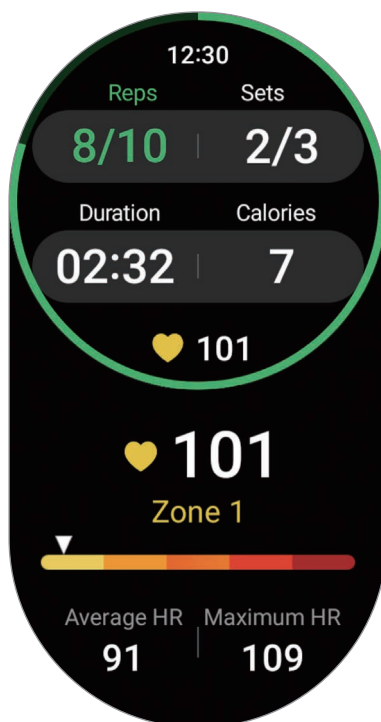 12:30
Reps Sets
8/10 2/3
Duration Calories
02:32 7
101
101
Zone 1
Average HR Maximum HR
91 109